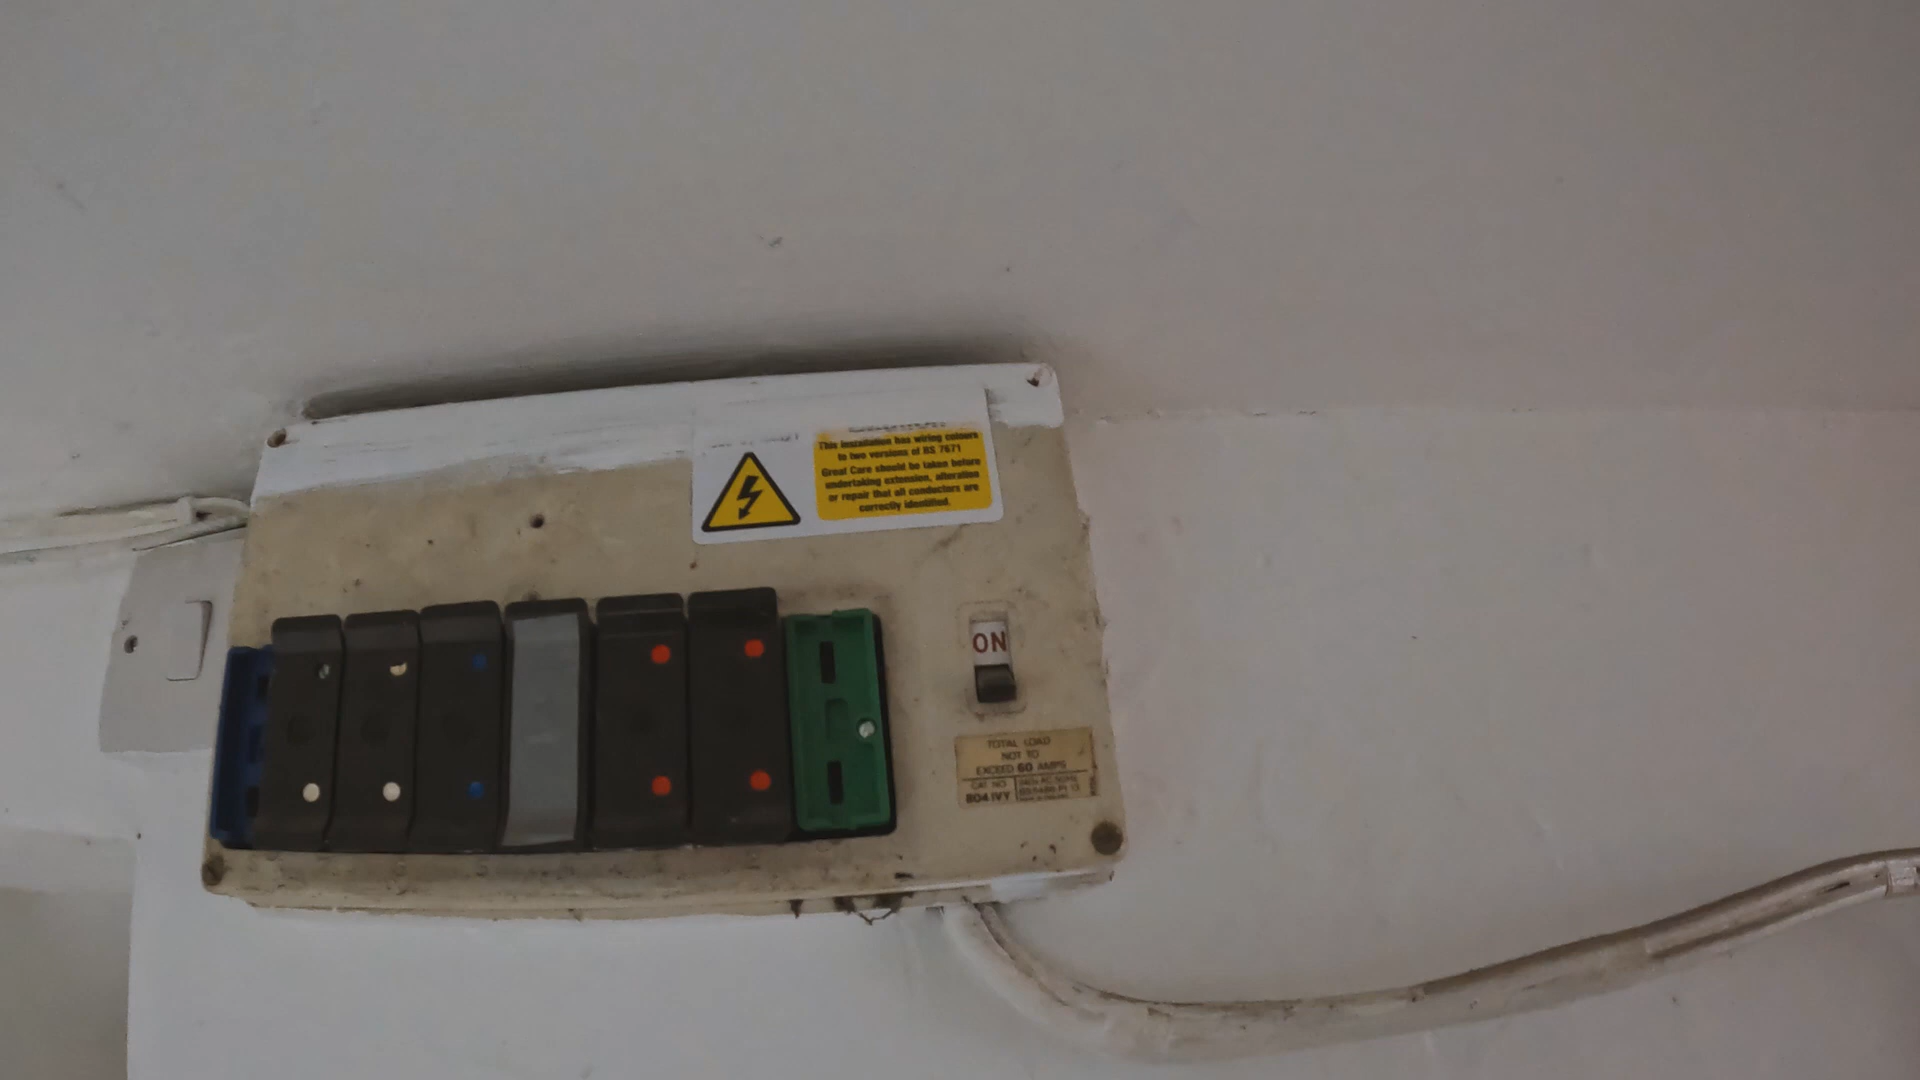 This installation has wiring colours
to two versions of BS 7671
Great Care should be taken before
undertaking extension, alteration
or repair that all conductors are
correctly identified.
ON
TOTAL LOAD
NOT TO
EXCEED 60 AMPS
CAT NO
804 IVY